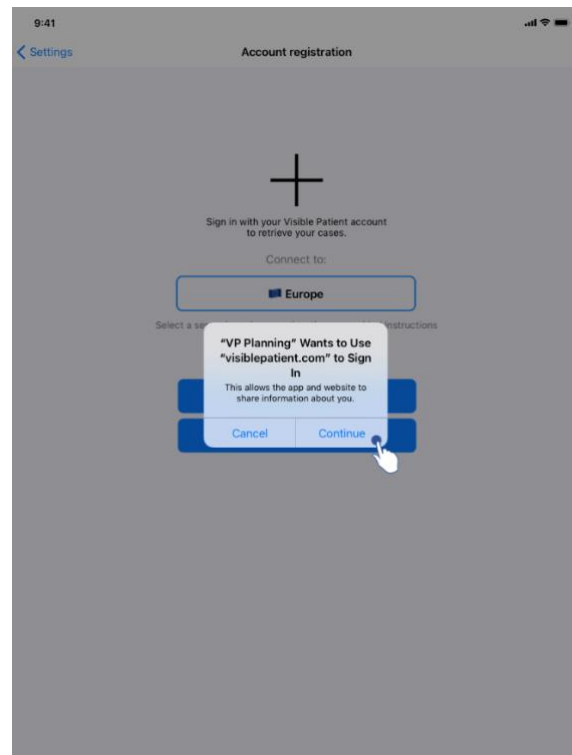 9:41
Settings
Account registration
Sign in with your Visible Patient account
to retrieve your cases.
Connect to:
Europe
Select a
instructions
“VP Planning” Wants to Use
“visiblepatient.com” to Sign
In
This allows the app and website to
share information about you.
Cancel
Continue